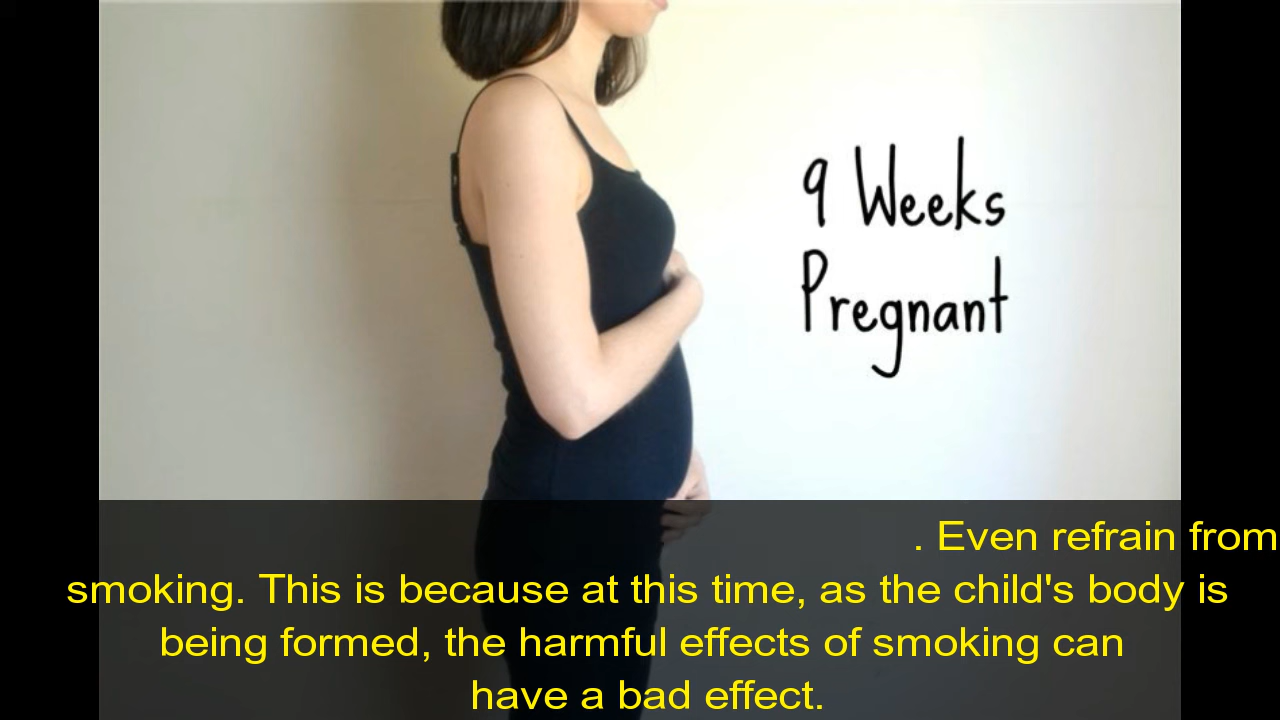 9 Weeks
Pregnant
. Even refrain from
smoking. This is because at this time, as the child's body is
being formed, the harmful effects of smoking can
have a bad effect.